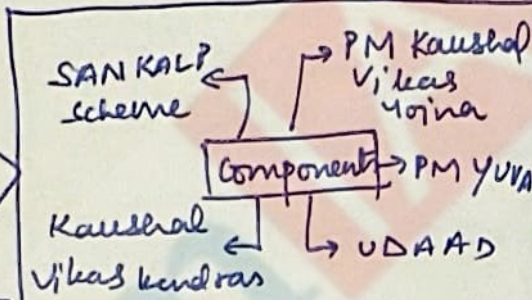 SANKALP
scheme
PM Kaushal
Vikas
Yojna
Component
PM YUVA
Kaushal
Vikas kendras
UDAAD